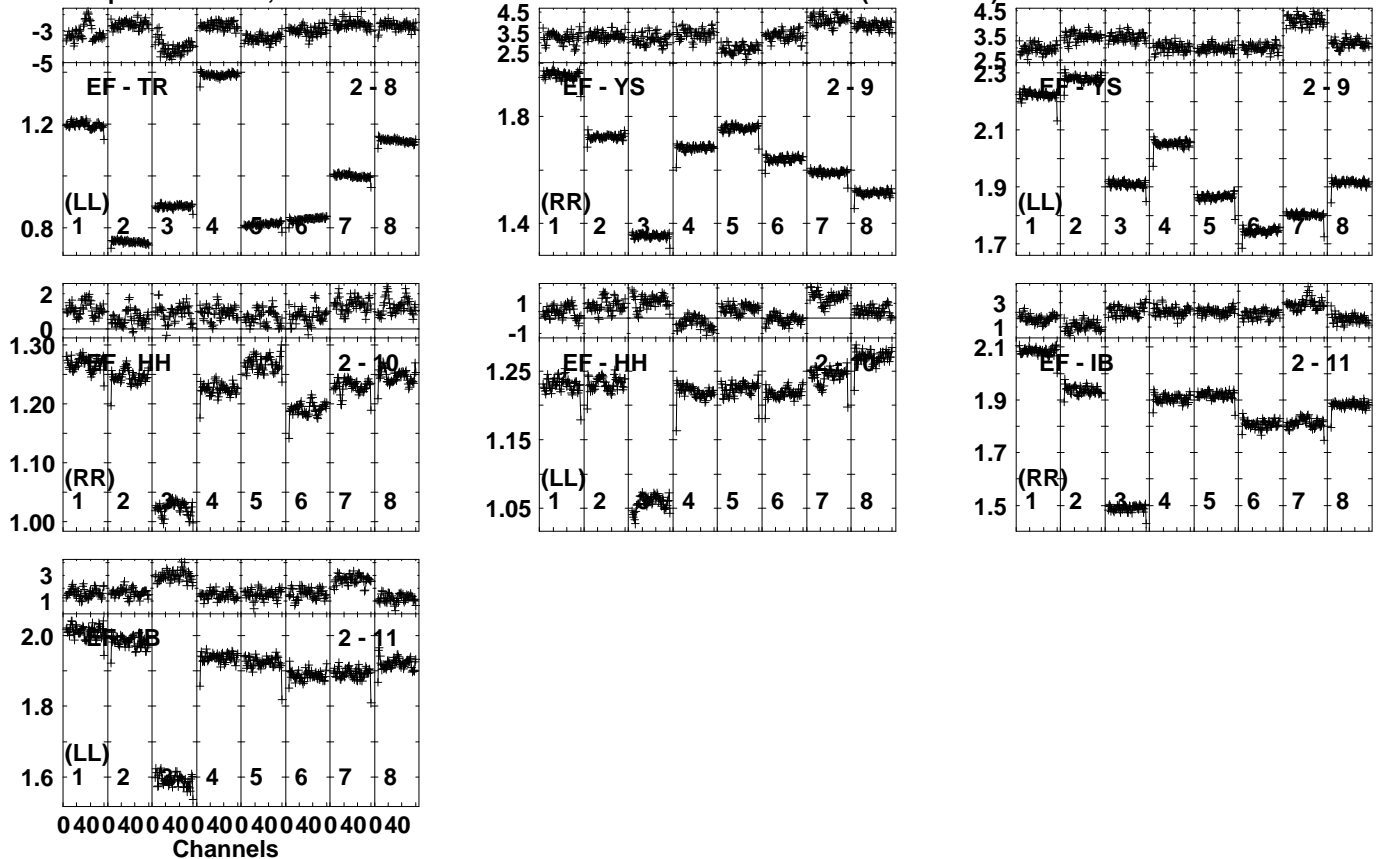 -3
-5
EF - TR 2 - 8
1.2
0.8
(LL)
1 2 3 4 5 6 7 8
4.5
3.5
2.5
EF - YS 2 - 9
1.8
1.4
(RR)
1 2 3 4 5 6 7 8
4.5
3.5
2.5
2.3
EF - YS 2 - 9
2.1
1.9
1.7
(LL)
1 2 3 4 5 6 7 8
2
0
1.30
EF - HH 2 - 10
1.20
1.10
1.00
(RR)
1 2 3 4 5 6 7 8
1
-1
EF - HH 2 - 10
1.25
1.15
1.05
(LL)
1 2 3 4 5 6 7 8
3
1
2.1
EF - IB 2 - 11
1.9
1.7
1.5
(RR)
1 2 3 4 5 6 7 8
3
1
2.0
EF - IB 2 - 11
1.8
1.6
(LL)
1 2 3 4 5 6 7 8
0 40 0 40 0 40 0 40 0 40 0 40 0 40 0 40
Channels